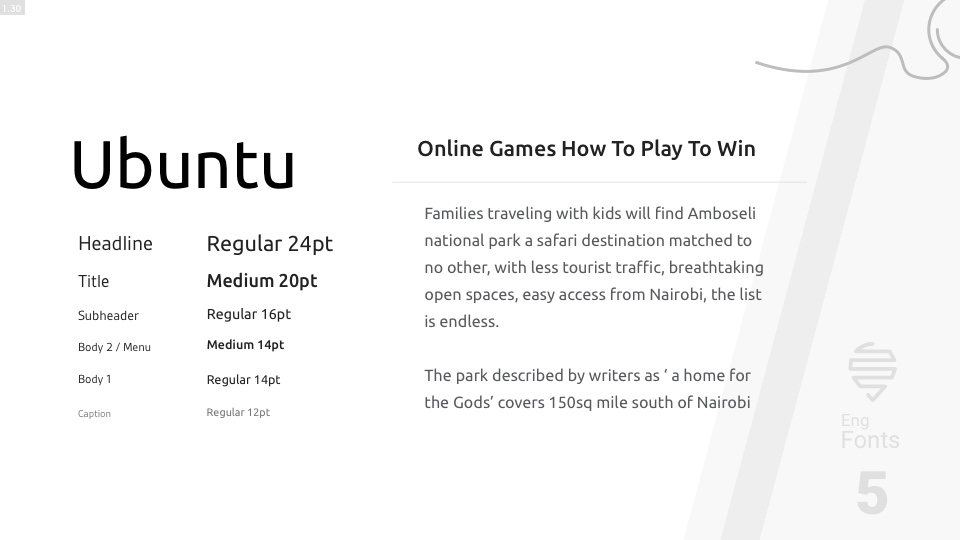 1.30
Ubuntu
Headline Regular 24pt
Title Medium 20pt
Subheader Regular 16pt
Body 2 / Menu Medium 14pt
Body 1 Regular 14pt
Caption Regular 12pt
Online Games How To Play To Win
Families traveling with kids will find Amboseli
national park a safari destination matched to
no other, with less tourist traffic, breathtaking
open spaces, easy access from Nairobi, the list
is endless.
The park described by writers as ‘ a home for
the Gods’ covers 150sq mile south of Nairobi
Eng
Fonts
5